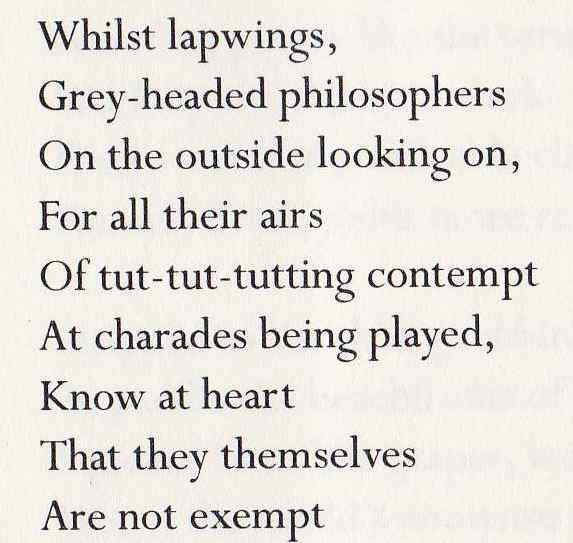 Whilst lapwings,
Grey-headed philosophers
On the outside looking on,
For all their airs
Of tut-tut-tutting contempt
At charades being played,
Know at heart
That they themselves
Are not exempt